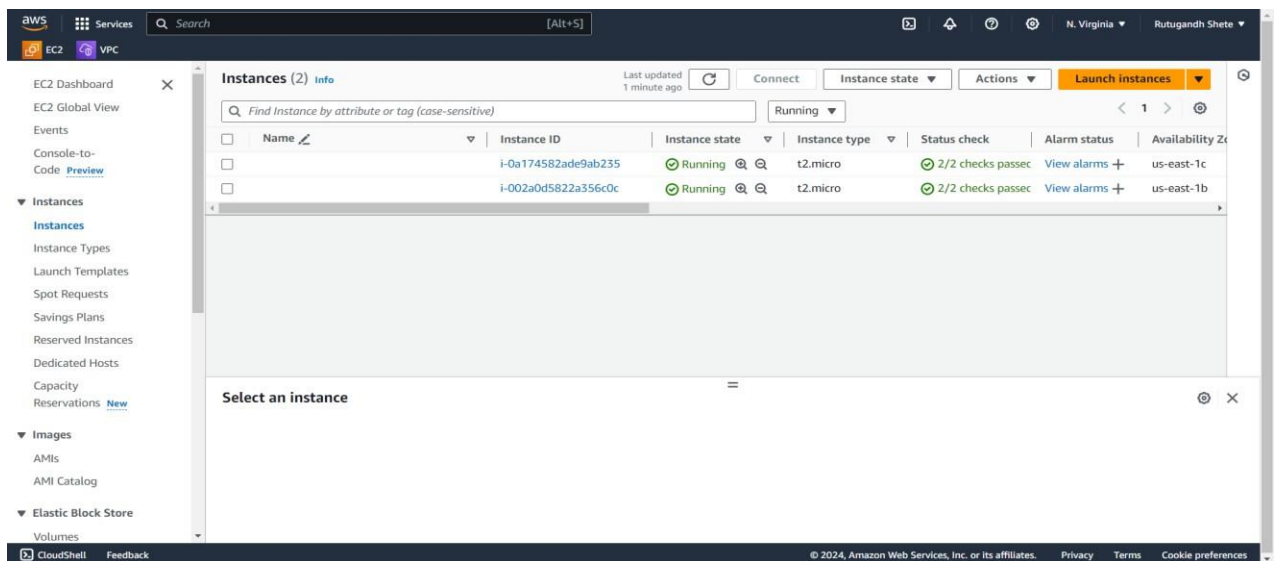 aws Services Search [Alt+S] N. Virginia Rutugandh Shete
EC2 VPC
EC2 Dashboard
EC2 Global View
Events
Console-to-
Code Preview
Instances
Instances
Instance Types
Launch Templates
Spot Requests
Savings Plans
Reserved Instances
Dedicated Hosts
Capacity
Reservations New
Images
AMIs
AMI Catalog
Elastic Block Store
Volumes
Instances (2) Info Last updated
1 minute ago Connect Instance state Actions Launch instances
Find Instance by attribute or tag (case-sensitive) Running 1
Name Instance ID Instance state Instance type Status check Alarm status Availability Zo
i-0a174582ade9ab235 Running t2.micro 2/2 checks passec View alarms + us-east-1c
i-002a0d5822a356c0c Running t2.micro 2/2 checks passec View alarms + us-east-1b
Select an instance
CloudShell Feedback © 2024, Amazon Web Services, Inc. or its affiliates. Privacy Terms Cookie preferences